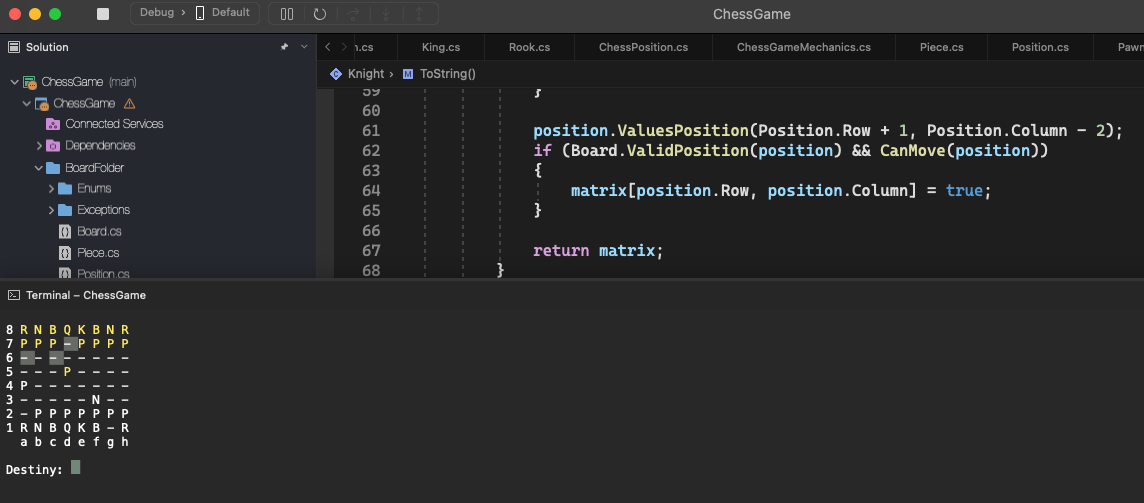 Debug › Default
ChessGame
Solution
n.cs King.cs Rook.cs ChessPosition.cs ChessGameMechanics.cs Piece.cs Position.cs Pawn
Knight › M ToString()
ChessGame (main)
ChessGame
Connected Services
Dependencies
BoardFolder
Enums
Exceptions
Board.cs
Piece.cs
Position.cs
59 }
60
61 position.ValuesPosition(Position.Row + 1, Position.Column - 2);
62 if (Board.ValidPosition(position) && CanMove(position))
63 {
64 matrix[position.Row, position.Column] = true;
65 }
66
67 return matrix;
68 }
Terminal – ChessGame
8 R N B Q K B N R
7 P P P - P P P P
6 - - - - - - - -
5 - - - P - - - -
4 P - - - - - - -
3 - - - - - N - -
2 - P P P P P P P
1 R N B Q K B - R
a b c d e f g h
Destiny: